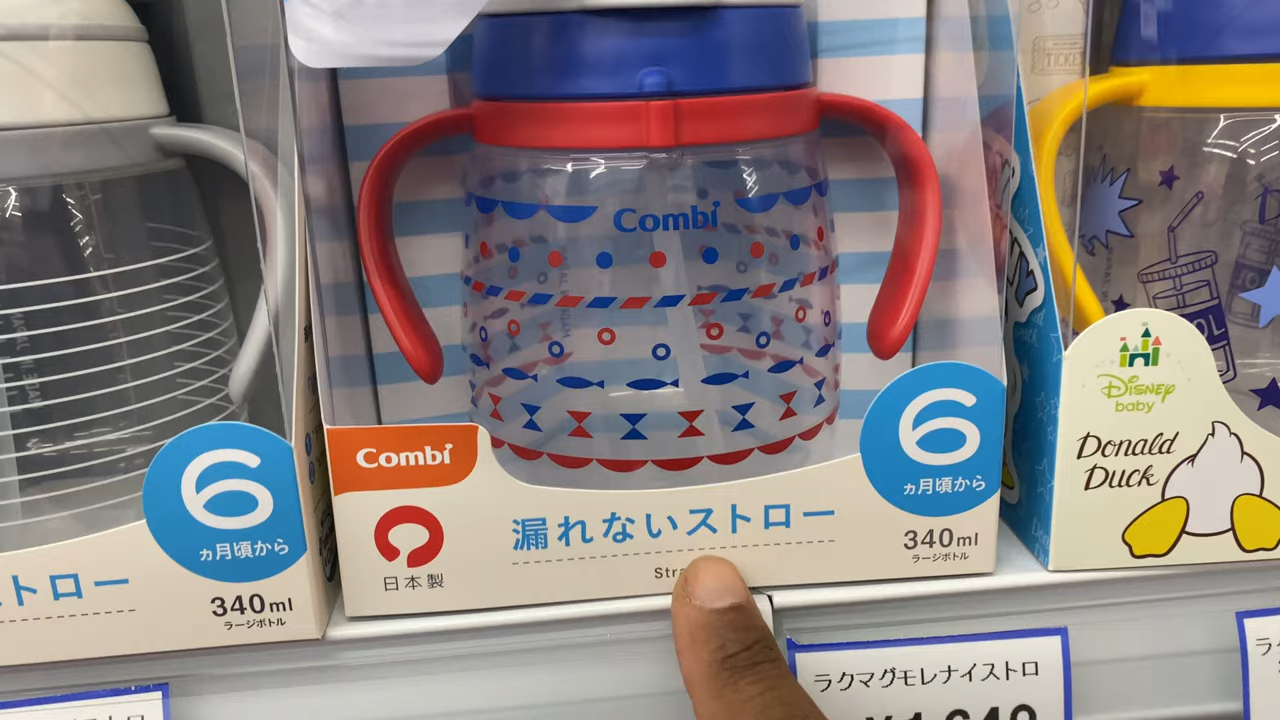 Combi
Combi
6
ヵ月頃から
漏れないストロー
340ml
ラージボトル
日本製
6
ヵ月頃から
トロー
340ml
ラージボトル
Disney
baby
Donald
Duck
TICKET
ラクマグモレナイストロ